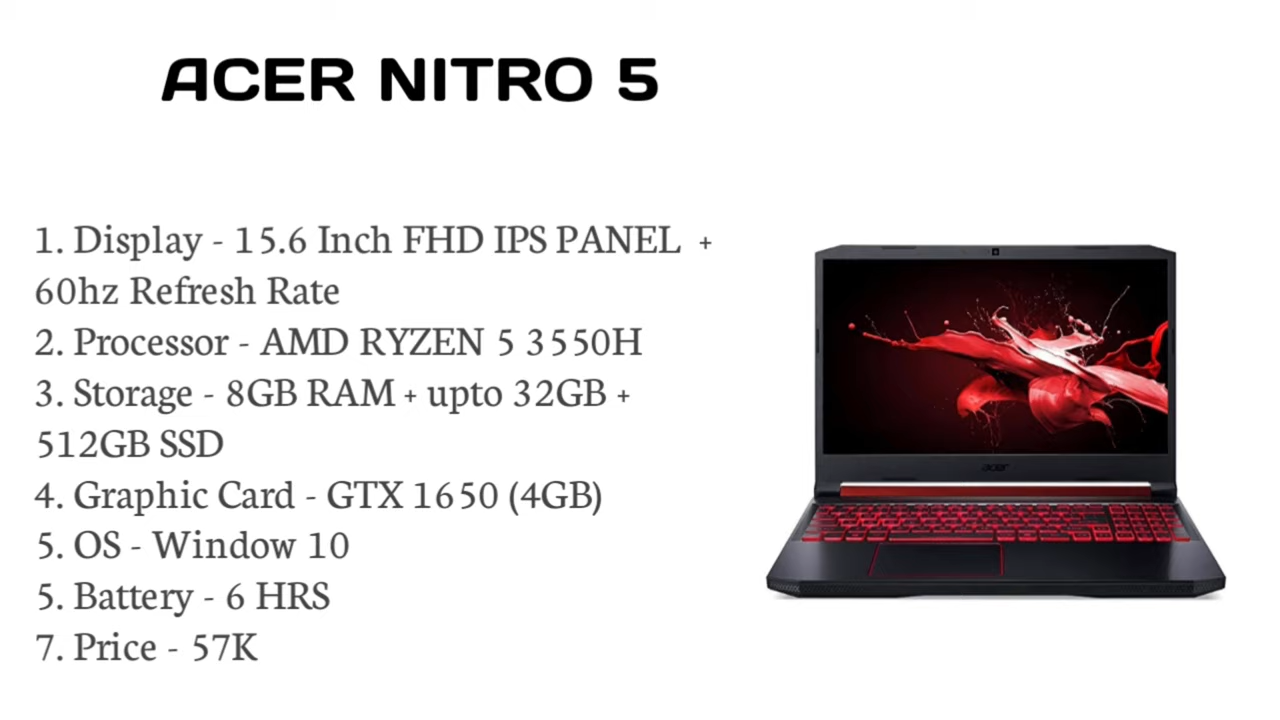 ACER NITRO 5
1. Display - 15.6 Inch FHD IPS PANEL +
60hz Refresh Rate
2. Processor - AMD RYZEN 5 3550H
3. Storage - 8GB RAM + upto 32GB +
512GB SSD
4. Graphic Card - GTX 1650 (4GB)
5. OS - Window 10
5. Battery - 6 HRS
7. Price - 57K
acer